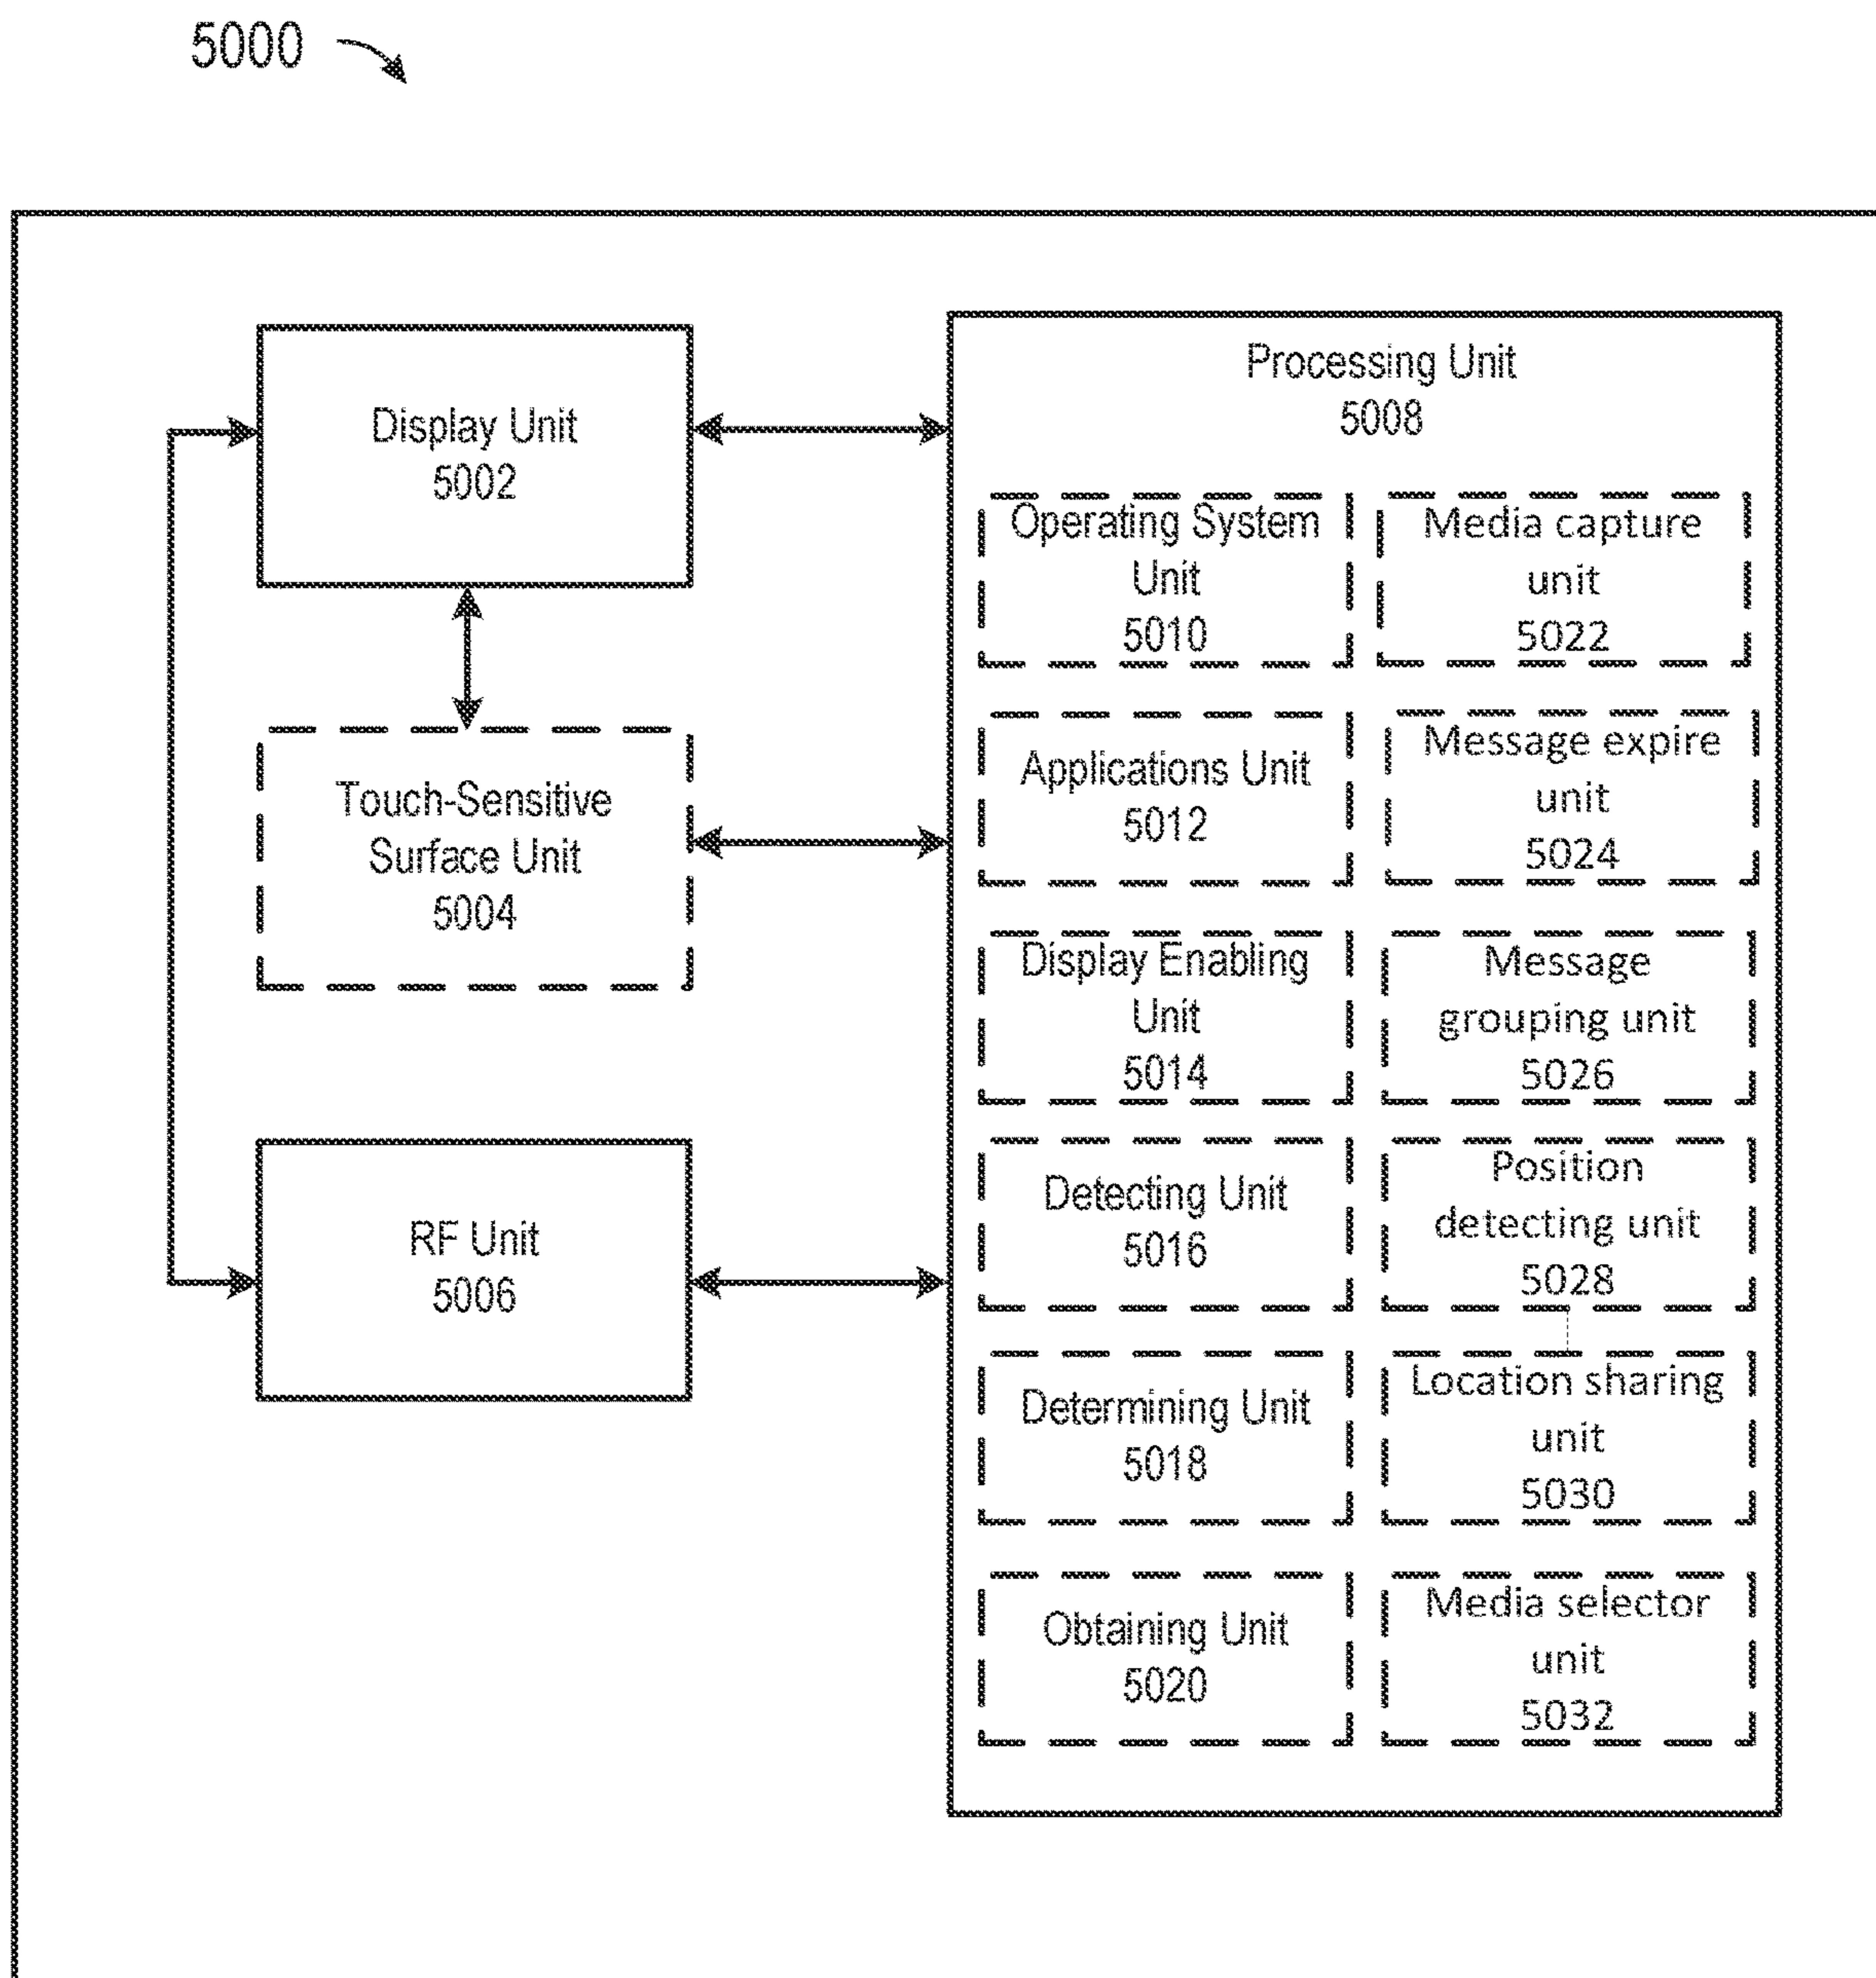 5000
Display Unit
5002
Touch-Sensitive
Surface Unit
5004
RF Unit
5006
Processing Unit
5008
Operating System
Unit
5010
Media capture
unit
5022
Applications Unit
5012
Message expire
unit
5024
Display Enabling
Unit
5014
Message
grouping unit
5026
Detecting Unit
5016
Position
detecting unit
5028
Determining Unit
5018
Location sharing
unit
5030
Obtaining Unit
5020
Media selector
unit
5032